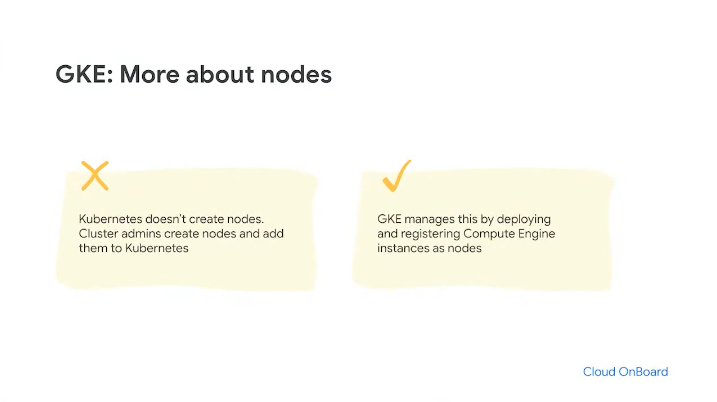 GKE: More about nodes
Kubernetes doesn't create nodes.
Cluster admins create nodes and add
them to Kubernetes
GKE manages this by deploying
and registering Compute Engine
instances as nodes
Cloud OnBoard